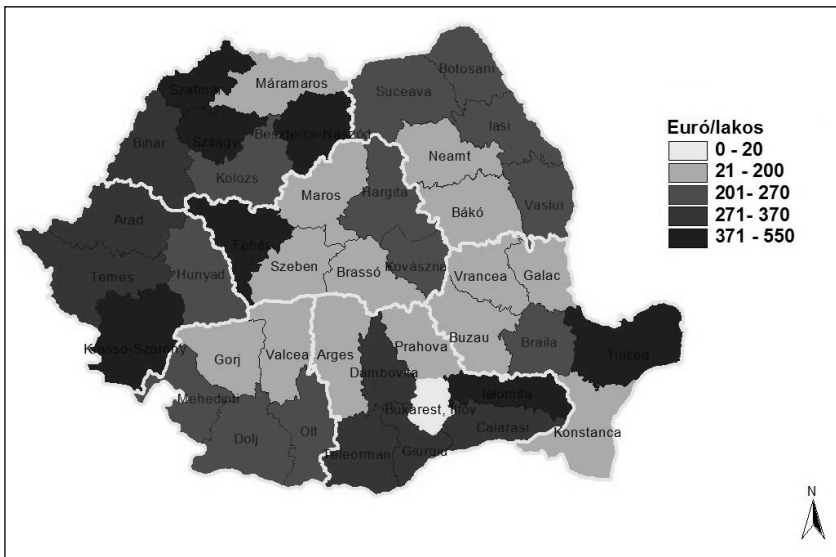 Botosani
Máramaros
Suceava
Szatmár
Iasi
Szilágy
Beszterce-Naszód
Bihar
Neamt
Kolozs
Maros
Hargita
Vaslui
Bákó
Arad
Fehér
Szeben
Brassó
Kovászna
Temes
Hunyad
Vrancea
Galac
Krassó-Szörény
Gorj
Valcea
Arges
Prahova
Buzau
Braila
Tulcea
Dambovita
Mehedinti
Bukarest, Ilfov
Ialomita
Dolj
Olt
Calarasi
Konstanca
Teleorman
Giurgiu
Euró/lakos
0 - 20
21 - 200
201- 270
271- 370
371 - 550
N